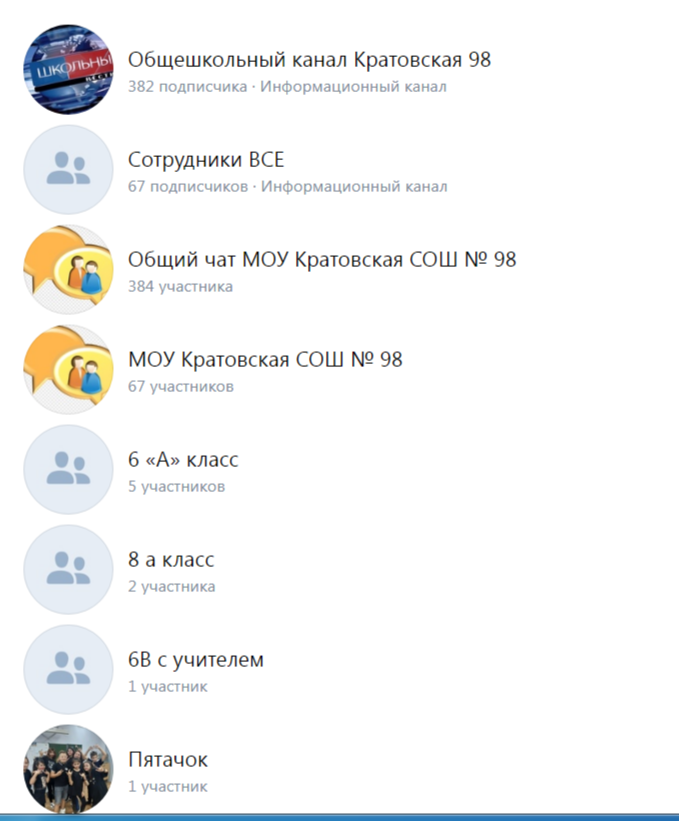 ШКОЛЬНЫ
ВЕСТ
Общешкольный канал Кратовская 98
382 подписчика · Информационный канал
Сотрудники ВСЕ
67 подписчиков · Информационный канал
Общий чат МОУ Кратовская СОШ № 98
384 участника
МОУ Кратовская СОШ № 98
67 участников
6 «А» класс
5 участников
8 а класс
2 участника
6В с учителем
1 участник
Пятачок
1 участник